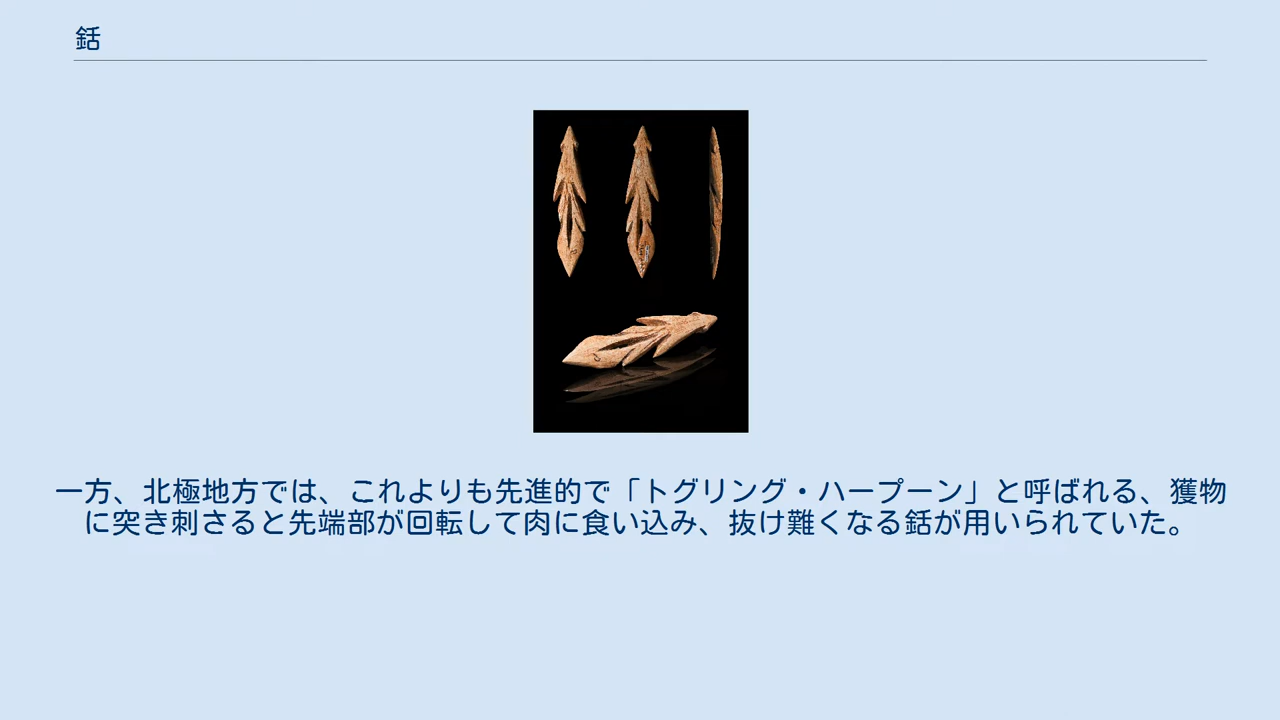 銛
一方、北極地方では、これよりも先進的で「トグリング・ハープーン」と呼ばれる、獲物
に突き刺さると先端部が回転して肉に食い込み、抜け難くなる銛が用いられていた。